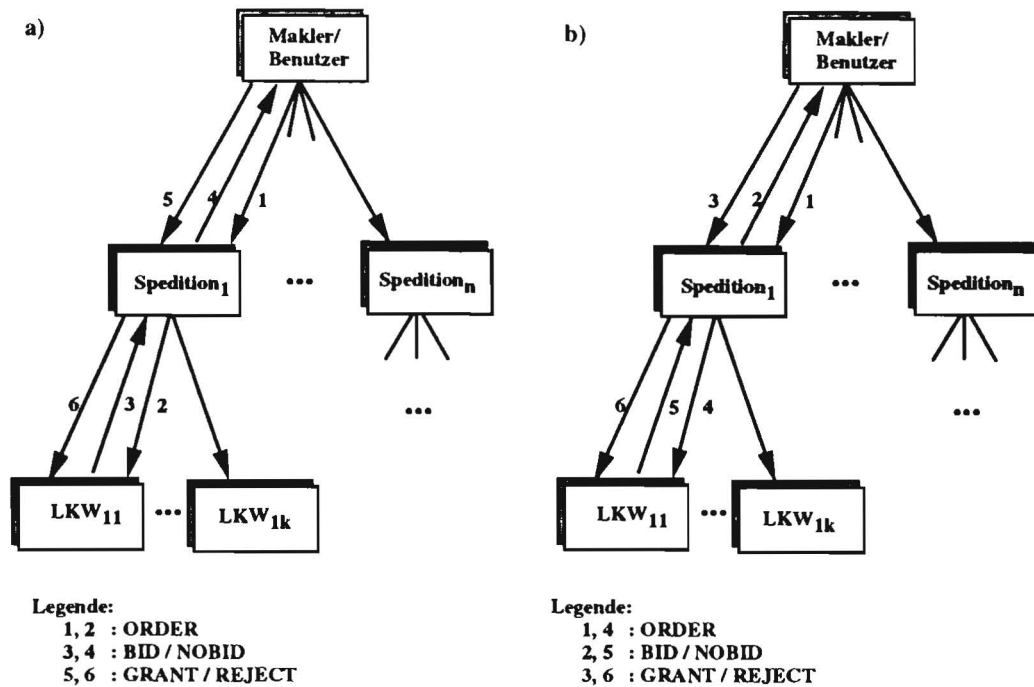 a)
Makler/
Benutzer
5
4
1
Spedition1
...
Speditionn
6
3
2
...
LKW11
...
LKW1k
Legende:
1, 2 : ORDER
3, 4 : BID / NOBID
5, 6 : GRANT / REJECT
b)
Makler/
Benutzer
3
2
1
Spedition1
...
Speditionn
6
5
4
...
LKW11
...
LKW1k
Legende:
1, 4 : ORDER
2, 5 : BID / NOBID
3, 6 : GRANT / REJECT